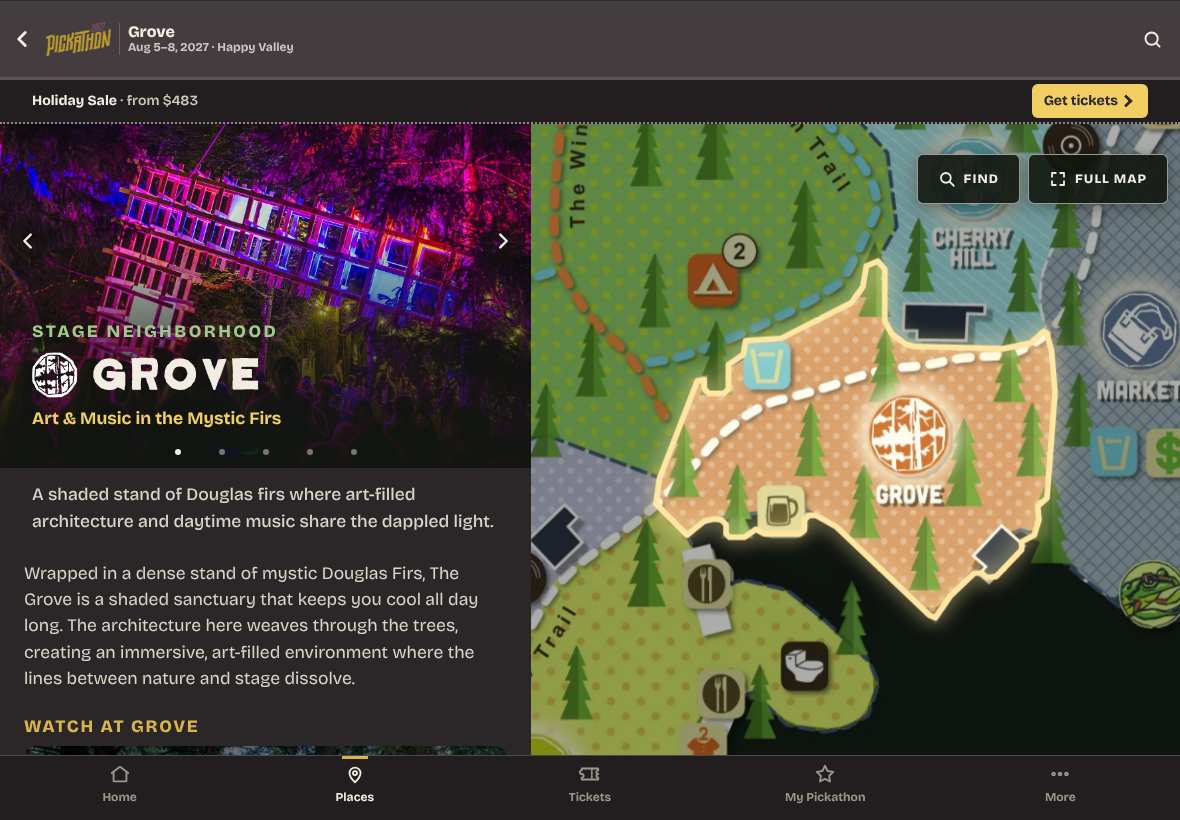 PICKATHON
Grove
Aug 5–8, 2027 · Happy Valley
Holiday Sale · from $483
Get tickets
STAGE NEIGHBORHOOD
GROVE
Art & Music in the Mystic Firs
A shaded stand of Douglas firs where art-filled
architecture and daytime music share the dappled light.
Wrapped in a dense stand of mystic Douglas Firs, The
Grove is a shaded sanctuary that keeps you cool all day
long. The architecture here weaves through the trees,
creating an immersive, art-filled environment where the
lines between nature and stage dissolve.
WATCH AT GROVE
The Win
n Trail
FIND
FULL MAP
CHERRY
HILL
2
MARKET
$
GROVE
Trail
2
Home
Places
Tickets
My Pickathon
More